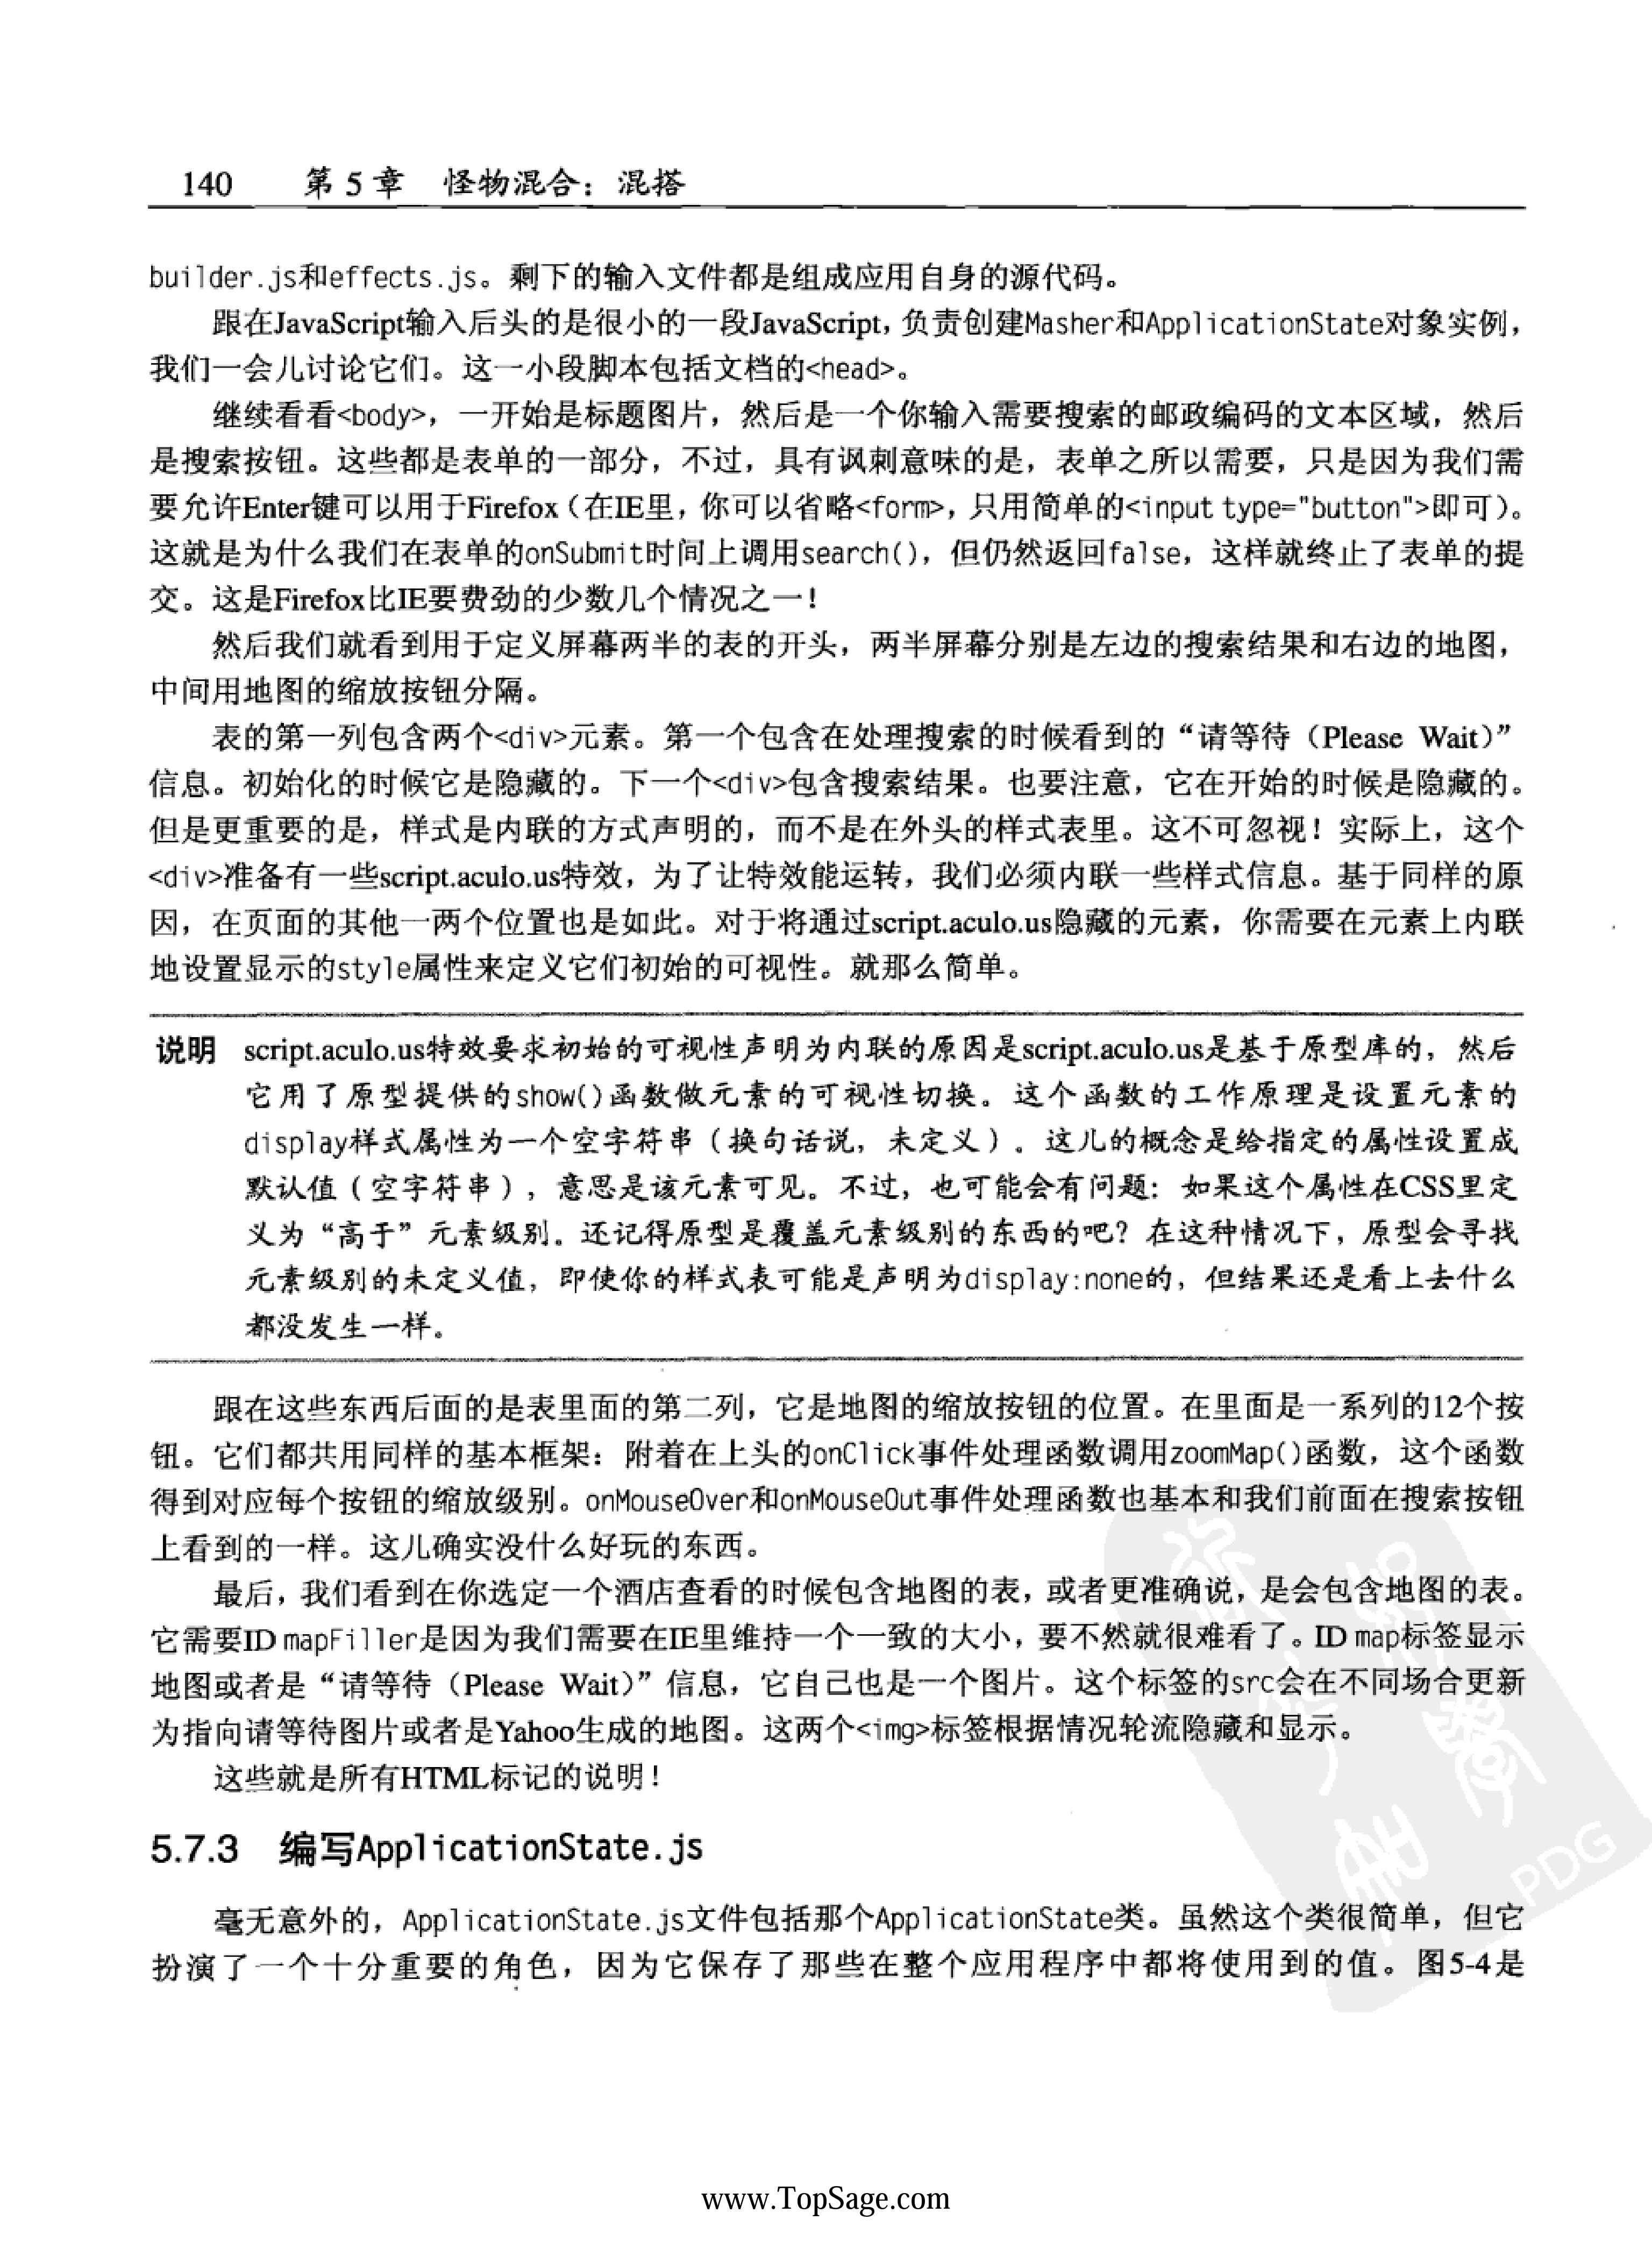 140 第 5 章 怪物混合：混搭
builder.js和effects.js。剩下的输入文件都是组成应用自身的源代码。
跟在JavaScript输入后头的是很小的一段JavaScript，负责创建Masher和ApplicationState对象实例，
我们一会儿讨论它们。这一小段脚本包括文档的<head>。
继续看看<body>，一开始是标题图片，然后是一个你输入需要搜索的邮政编码的文本区域，然后
是搜索按钮。这些都是表单的一部分，不过，具有讽刺意味的是，表单之所以需要，只是因为我们需
要允许Enter键可以用于Firefox（在IE里，你可以省略<form>，只用简单的<input type="button">即可）。
这就是为什么我们在表单的onSubmit时间上调用search()，但仍然返回false，这样就终止了表单的提
交。这是Firefox比IE要费劲的少数几个情况之一！
然后我们就看到用于定义屏幕两半的表的开头，两半屏幕分别是左边的搜索结果和右边的地图，
中间用地图的缩放按钮分隔。
表的第一列包含两个<div>元素。第一个包含在处理搜索的时候看到的“请等待（Please Wait）”
信息。初始化的时候它是隐藏的。下一个<div>包含搜索结果。也要注意，它在开始的时候是隐藏的。
但是更重要的是，样式是内联的方式声明的，而不是在外头的样式表里。这不可忽视！实际上，这个
<div>准备有一些script.aculo.us特效，为了让特效能运转，我们必须内联一些样式信息。基于同样的原
因，在页面的其他一两个位置也是如此。对于将通过script.aculo.us隐藏的元素，你需要在元素上内联
地设置显示的style属性来定义它们初始的可视性。就那么简单。
说明 script.aculo.us特效要求初始的可视性声明为内联的原因是script.aculo.us是基于原型库的，然后
它用了原型提供的show()函数做元素的可视性切换。这个函数的工作原理是设置元素的
display样式属性为一个空字符串（换句话说，未定义）。这儿的概念是给指定的属性设置成
默认值（空字符串），意思是该元素可见。不过，也可能会有问题：如果这个属性在CSS里定
义为“高于”元素级别。还记得原型是覆盖元素级别的东西的吧？在这种情况下，原型会寻找
元素级别的未定义值，即使你的样式表可能是声明为display:none的，但结果还是看上去什么
都没发生一样。
跟在这些东西后面的是表里面的第二列，它是地图的缩放按钮的位置。在里面是一系列的12个按
钮。它们都共用同样的基本框架：附着在上头的onClick事件处理函数调用zoomMap()函数，这个函数
得到对应每个按钮的缩放级别。onMouseOver和onMouseOut事件处理函数也基本和我们前面在搜索按钮
上看到的一样。这儿确实没什么好玩的东西。
最后，我们看到在你选定一个酒店查看的时候包含地图的表，或者更准确说，是会包含地图的表。
它需要ID mapFiller是因为我们需要在IE里维持一个一致的大小，要不然就很难看了。ID map标签显示
地图或者是“请等待（Please Wait）”信息，它自己也是一个图片。这个标签的src会在不同场合更新
为指向请等待图片或者是Yahoo生成的地图。这两个<img>标签根据情况轮流隐藏和显示。
这些就是所有HTML标记的说明！
5.7.3 编写ApplicationState.js
毫无意外的，ApplicationState.js文件包括那个ApplicationState类。虽然这个类很简单，但它
扮演了一个十分重要的角色，因为它保存了那些在整个应用程序中都将使用到的值。图5-4是
PDG
www.TopSage.com